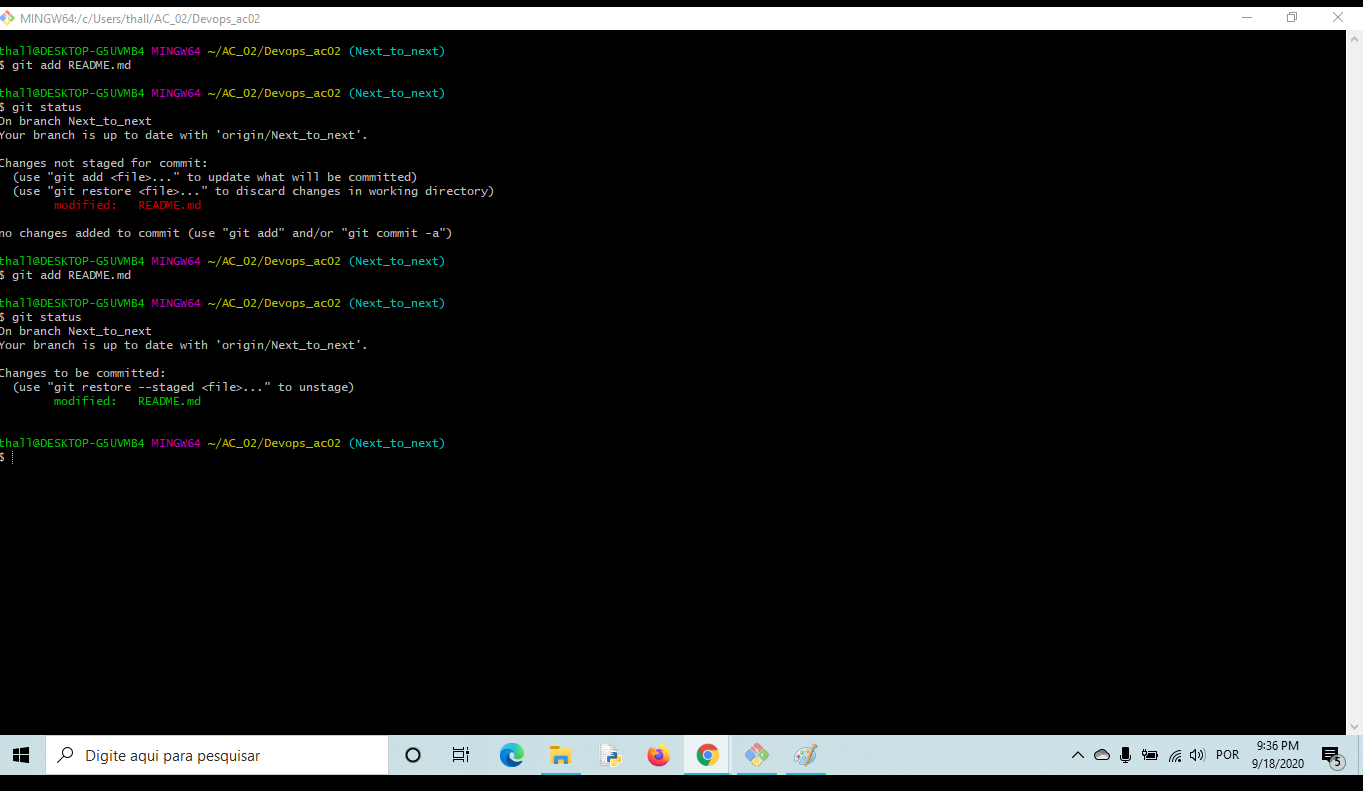 MINGW64:/c/Users/thall/AC_02/Devops_ac02
thall@DESKTOP-G5UVMB4 MINGW64 ~/AC_02/Devops_ac02 (Next_to_next)
$ git add README.md
thall@DESKTOP-G5UVMB4 MINGW64 ~/AC_02/Devops_ac02 (Next_to_next)
$ git status
On branch Next_to_next
Your branch is up to date with 'origin/Next_to_next'.
Changes not staged for commit:
(use "git add <file>..." to update what will be committed)
(use "git restore <file>..." to discard changes in working directory)
modified: README.md
no changes added to commit (use "git add" and/or "git commit -a")
thall@DESKTOP-G5UVMB4 MINGW64 ~/AC_02/Devops_ac02 (Next_to_next)
$ git add README.md
thall@DESKTOP-G5UVMB4 MINGW64 ~/AC_02/Devops_ac02 (Next_to_next)
$ git status
On branch Next_to_next
Your branch is up to date with 'origin/Next_to_next'.
Changes to be committed:
(use "git restore --staged <file>..." to unstage)
modified: README.md
thall@DESKTOP-G5UVMB4 MINGW64 ~/AC_02/Devops_ac02 (Next_to_next)
$
Digite aqui para pesquisar
POR
9:36 PM
9/18/2020
5